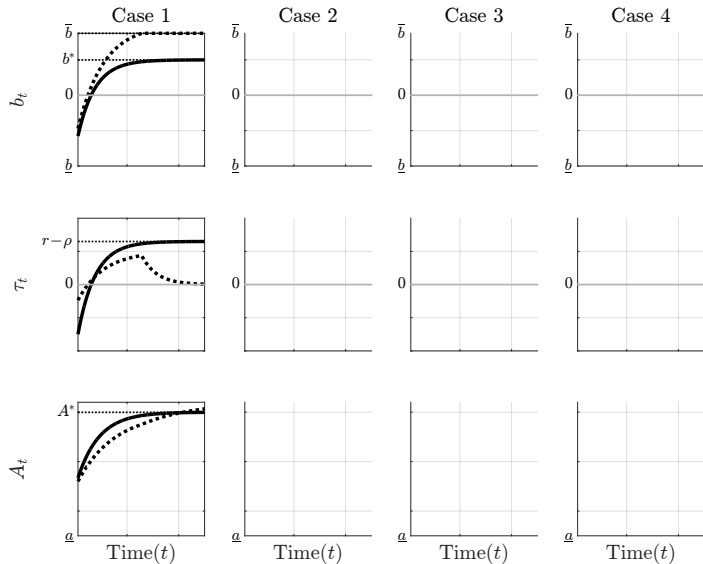 Case 1 Case 2 Case 3 Case 4
b̅ b̅ b̅ b̅
b*
0 0 0 0
b̲ b̲ b̲ b̲
b_t
r−ρ
0 0 0 0
τ_t
A*
a̲ a̲ a̲ a̲
A_t
Time(t) Time(t) Time(t) Time(t)